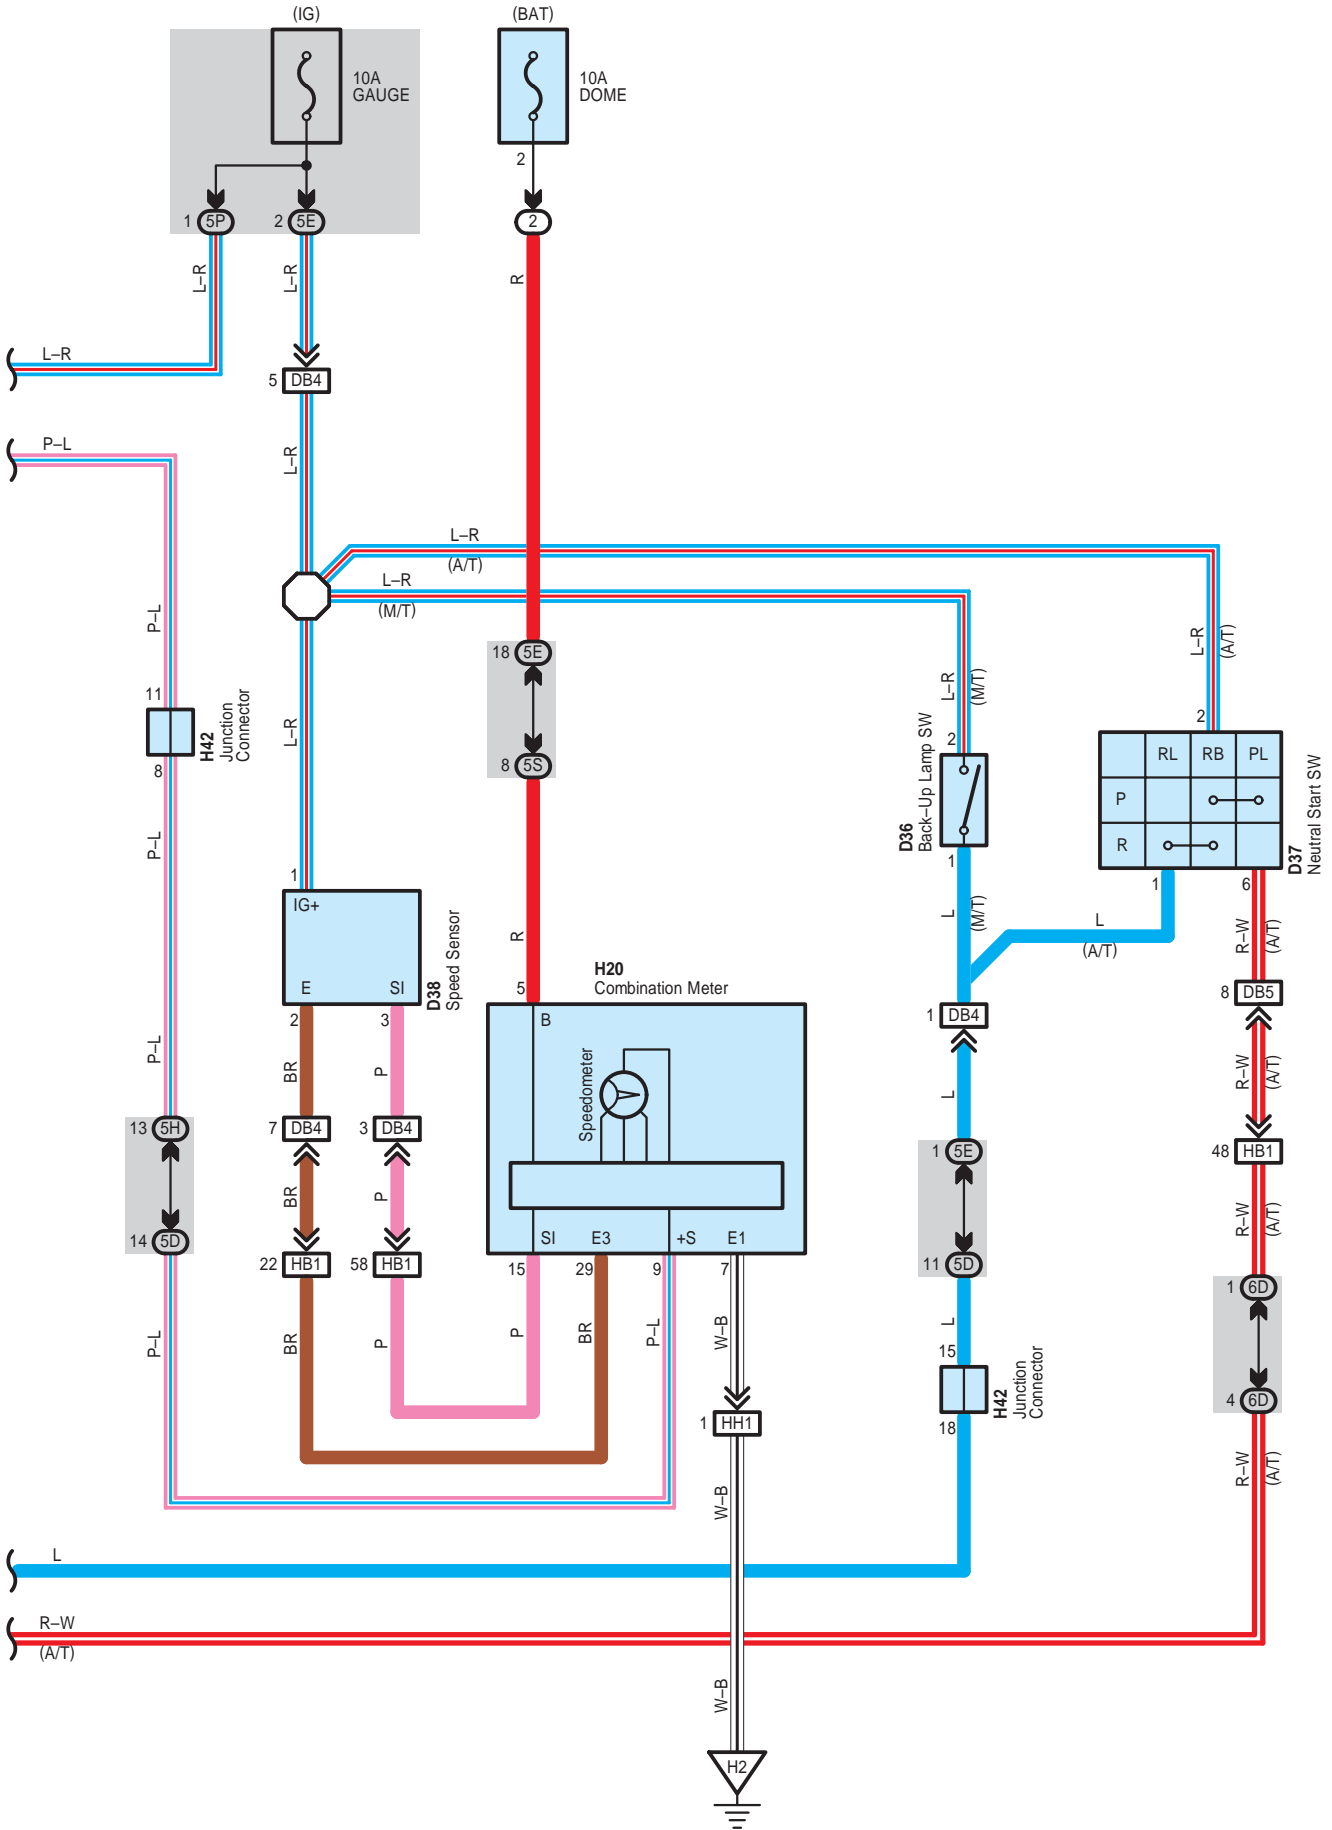 (IG)
(BAT)
10A
GAUGE
10A
DOME
2
1
5P
2
5E
2
L–R
L–R
R
L–R
5
DB4
P–L
L–R
L–R
(A/T)
L–R
(M/T)
P–L
L–R
(A/T)
18
5E
L–R
(M/T)
11
H42
Junction
Connector
8
L–R
2
2
8
5S
D36
Back–Up Lamp SW
RL
RB
PL
P
R
D37
Neutral Start SW
P–L
1
1
1
6
IG+
E
SI
D38
Speed Sensor
R
L
(M/T)
L
(A/T)
R–W
(A/T)
H20
Combination Meter
5
B
8
DB5
2
3
1
DB4
P–L
BR
P
Speedometer
L
R–W
(A/T)
13
5H
7
DB4
3
DB4
1
5E
48
HB1
BR
P
R–W
(A/T)
14
5D
SI
E3
+S
E1
22
HB1
58
HB1
15
29
9
7
11
5D
1
6D
P–L
BR
P
P
BR
P–L
W–B
L
15
H42
Junction
Connector
18
4
6D
1
HH1
R–W
(A/T)
W–B
L
R–W
(A/T)
W–B
H2